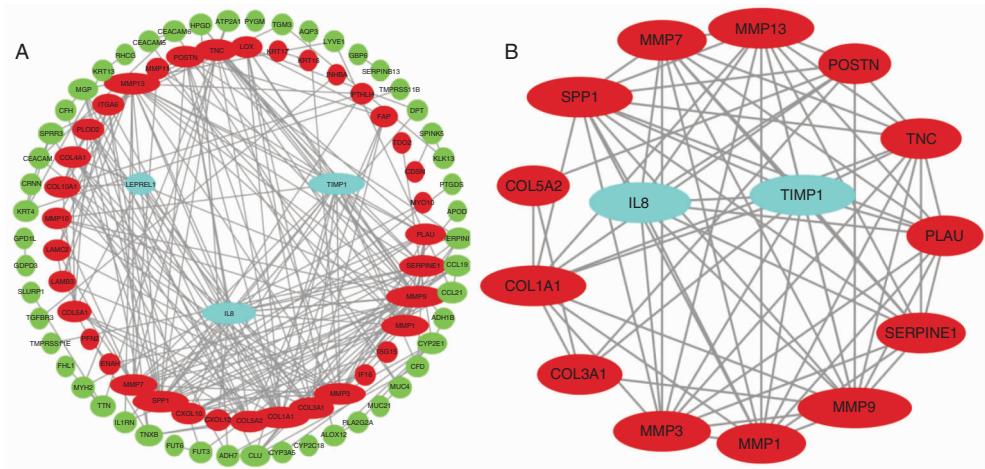 A
B
ATP2A1
PYGM
TGM3
AQP3
LYVE1
GBP6
SERPINB13
TMPRSS11B
DPT
SPINK5
KLK13
PTGDS
APOD
ERPINI
CCL19
CCL21
ADH1B
CYP2E1
CFD
MUC4
MUC21
PLA2G2A
ALOX12
CYP2C18
CYP3A5
CLU
ADH7
FUT3
FUT6
TNXB
IL1RN
TTN
MYH2
FHL1
TMPRSS11E
TGFBR3
SLURP1
GDPD3
GPD1L
KRT4
CRNN
CEACAM
SPRR3
CFH
MGP
KRT13
RHCG
CEACAM5
CEACAM6
HPGD
TNC
LOX
KRT17
KRT16
INHBA
PTHLH
FAP
TDO2
CDSN
MYO10
PLAU
SERPINE1
MMP9
MMP1
ISG15
IFI6
MMP3
COL3A1
COL1A1
COL5A2
CXCL10
SPP1
MMP7
ENAH
PFN2
COL5A1
LAMB3
LAMC2
MMP10
COL10A1
COL4A1
PLOD2
ITGA6
MMP13
MMP11
POSTN
LEPREL1
TIMP1
IL8
MMP13
MMP7
POSTN
SPP1
TNC
COL5A2
IL8
TIMP1
PLAU
COL1A1
SERPINE1
COL3A1
MMP9
MMP3
MMP1